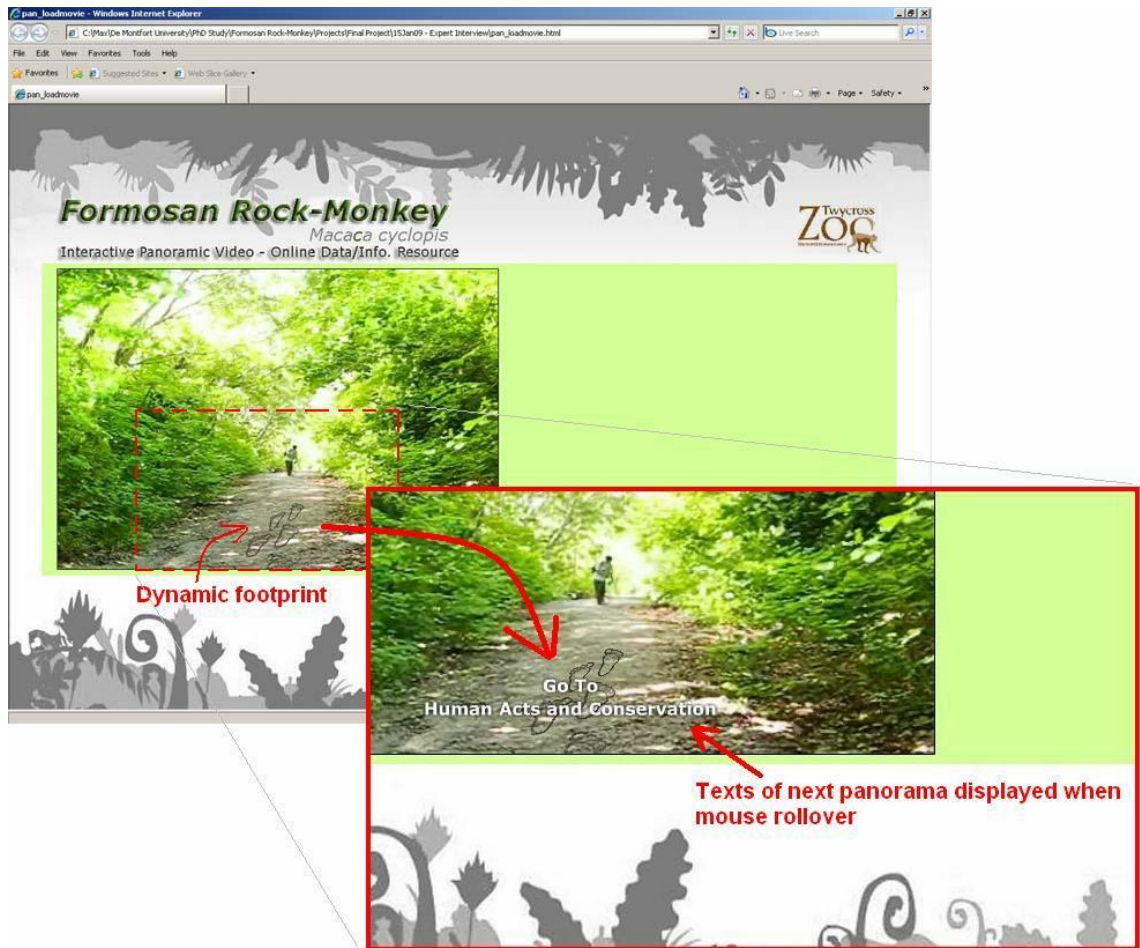 pan_loadmovie - Windows Internet Explorer
C:\Max\De Montfort University\PhD Study\Formosan Rock-Monkey\Projects\Final Project\15Jan09 - Expert Interview\pan_loadmovie.html
Live Search
File Edit View Favorites Tools Help
Favorites Suggested Sites Web Slice Gallery
pan_loadmovie
Page Safety »
Formosan Rock-Monkey
Macaca cyclopis
Interactive Panoramic Video - Online Data/Info. Resource
Twycross
ZOO
Dynamic footprint
Go To
Human Acts and Conservation
Texts of next panorama displayed when
mouse rollover